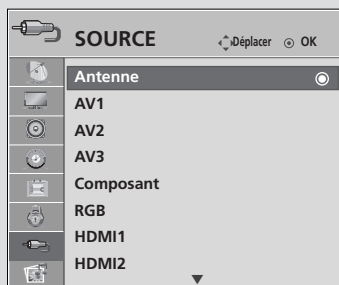 SOURCE Déplacer OK
Antenne
AV1
AV2
AV3
Composant
RGB
HDMI1
HDMI2